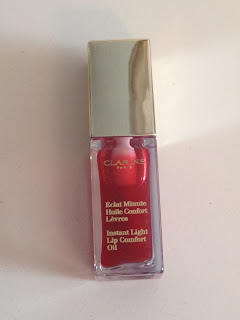 CLARINS
PARIS
Eclat Minute
Huile Confort
Lèvres
Instant Light
Lip Comfort
Oil